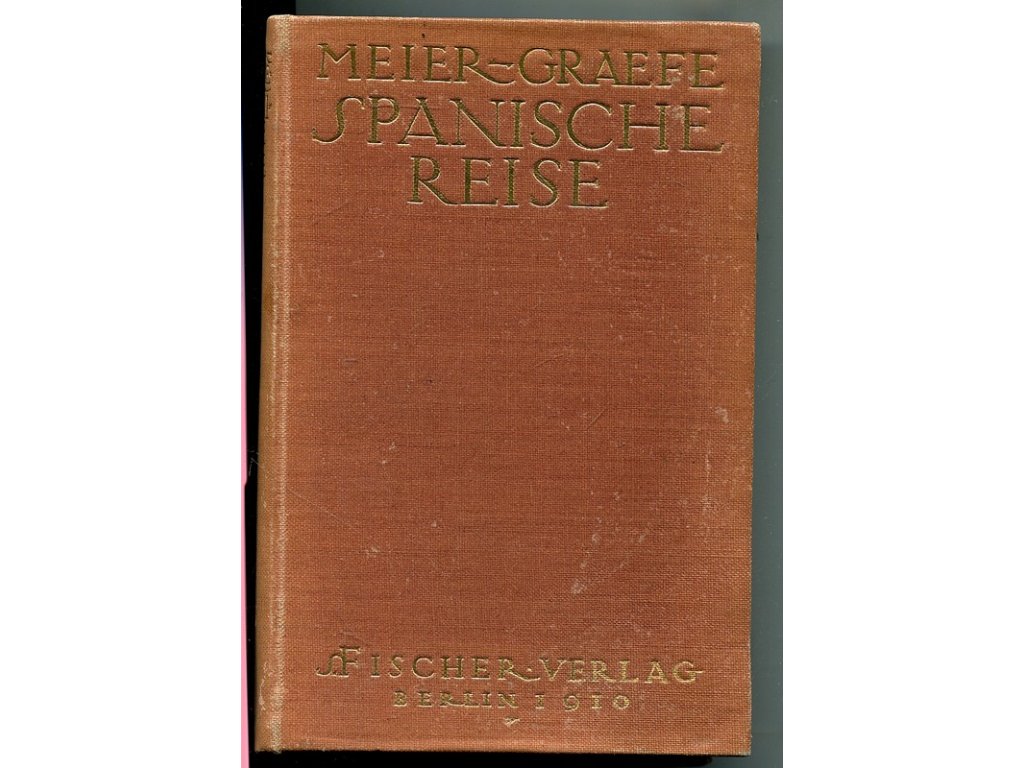 MEIER-GRAEFE
SPANISCHE
REISE
S. FISCHER · VERLAG
BERLIN 1910